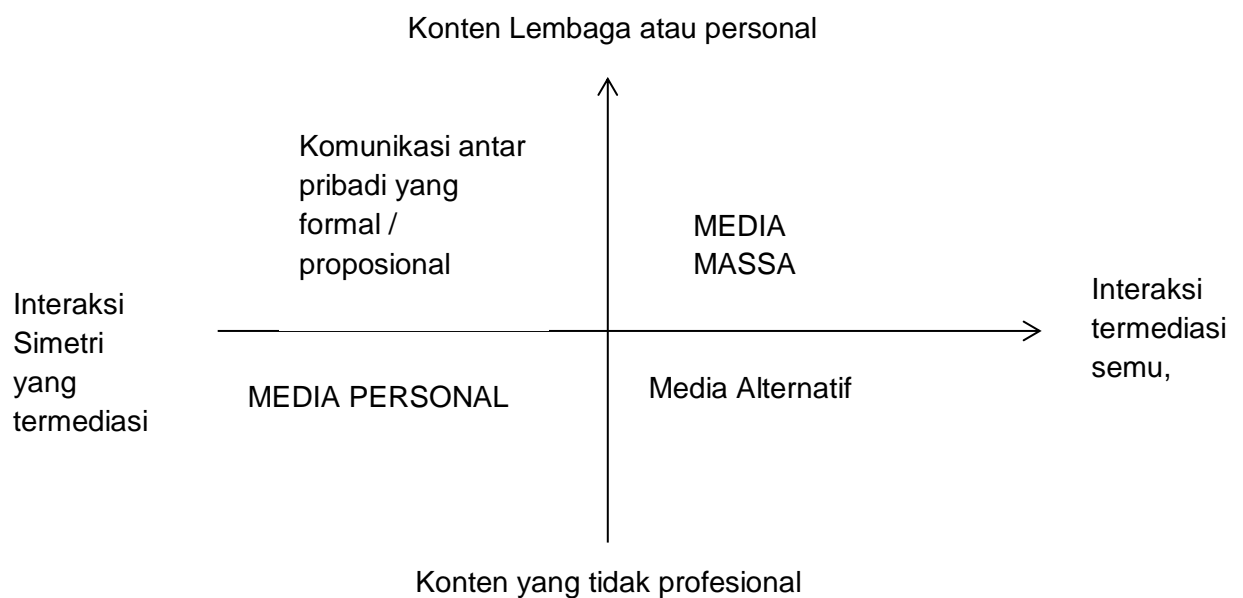 Konten Lembaga atau personal
Komunikasi antar
pribadi yang
formal /
proposional
MEDIA
MASSA
Interaksi
Simetri
yang
termediasi
Interaksi
termediasi
semu,
MEDIA PERSONAL
Media Alternatif
Konten yang tidak profesional